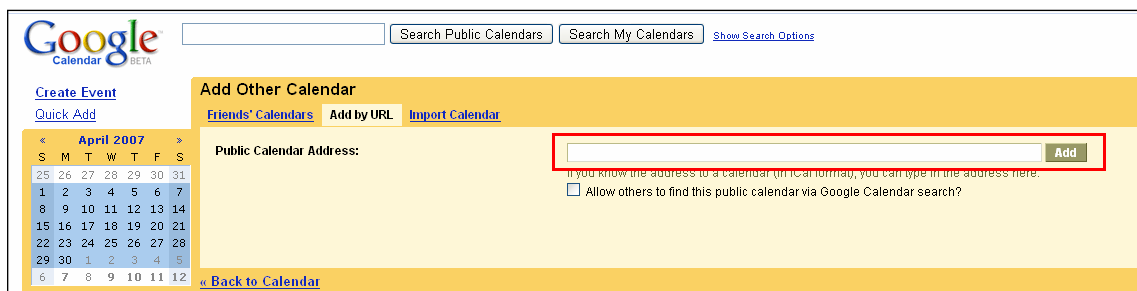 Google
Calendar BETA
Search Public Calendars Search My Calendars Show Search Options
Create Event
Quick Add
« April 2007 »
S M T W T F S
25 26 27 28 29 30 31
1 2 3 4 5 6 7
8 9 10 11 12 13 14
15 16 17 18 19 20 21
22 23 24 25 26 27 28
29 30 1 2 3 4 5
6 7 8 9 10 11 12
Add Other Calendar
Friends' Calendars Add by URL Import Calendar
Public Calendar Address:
Add
If you know the address to a calendar (in iCal format), you can type in the address here.
Allow others to find this public calendar via Google Calendar search?
« Back to Calendar